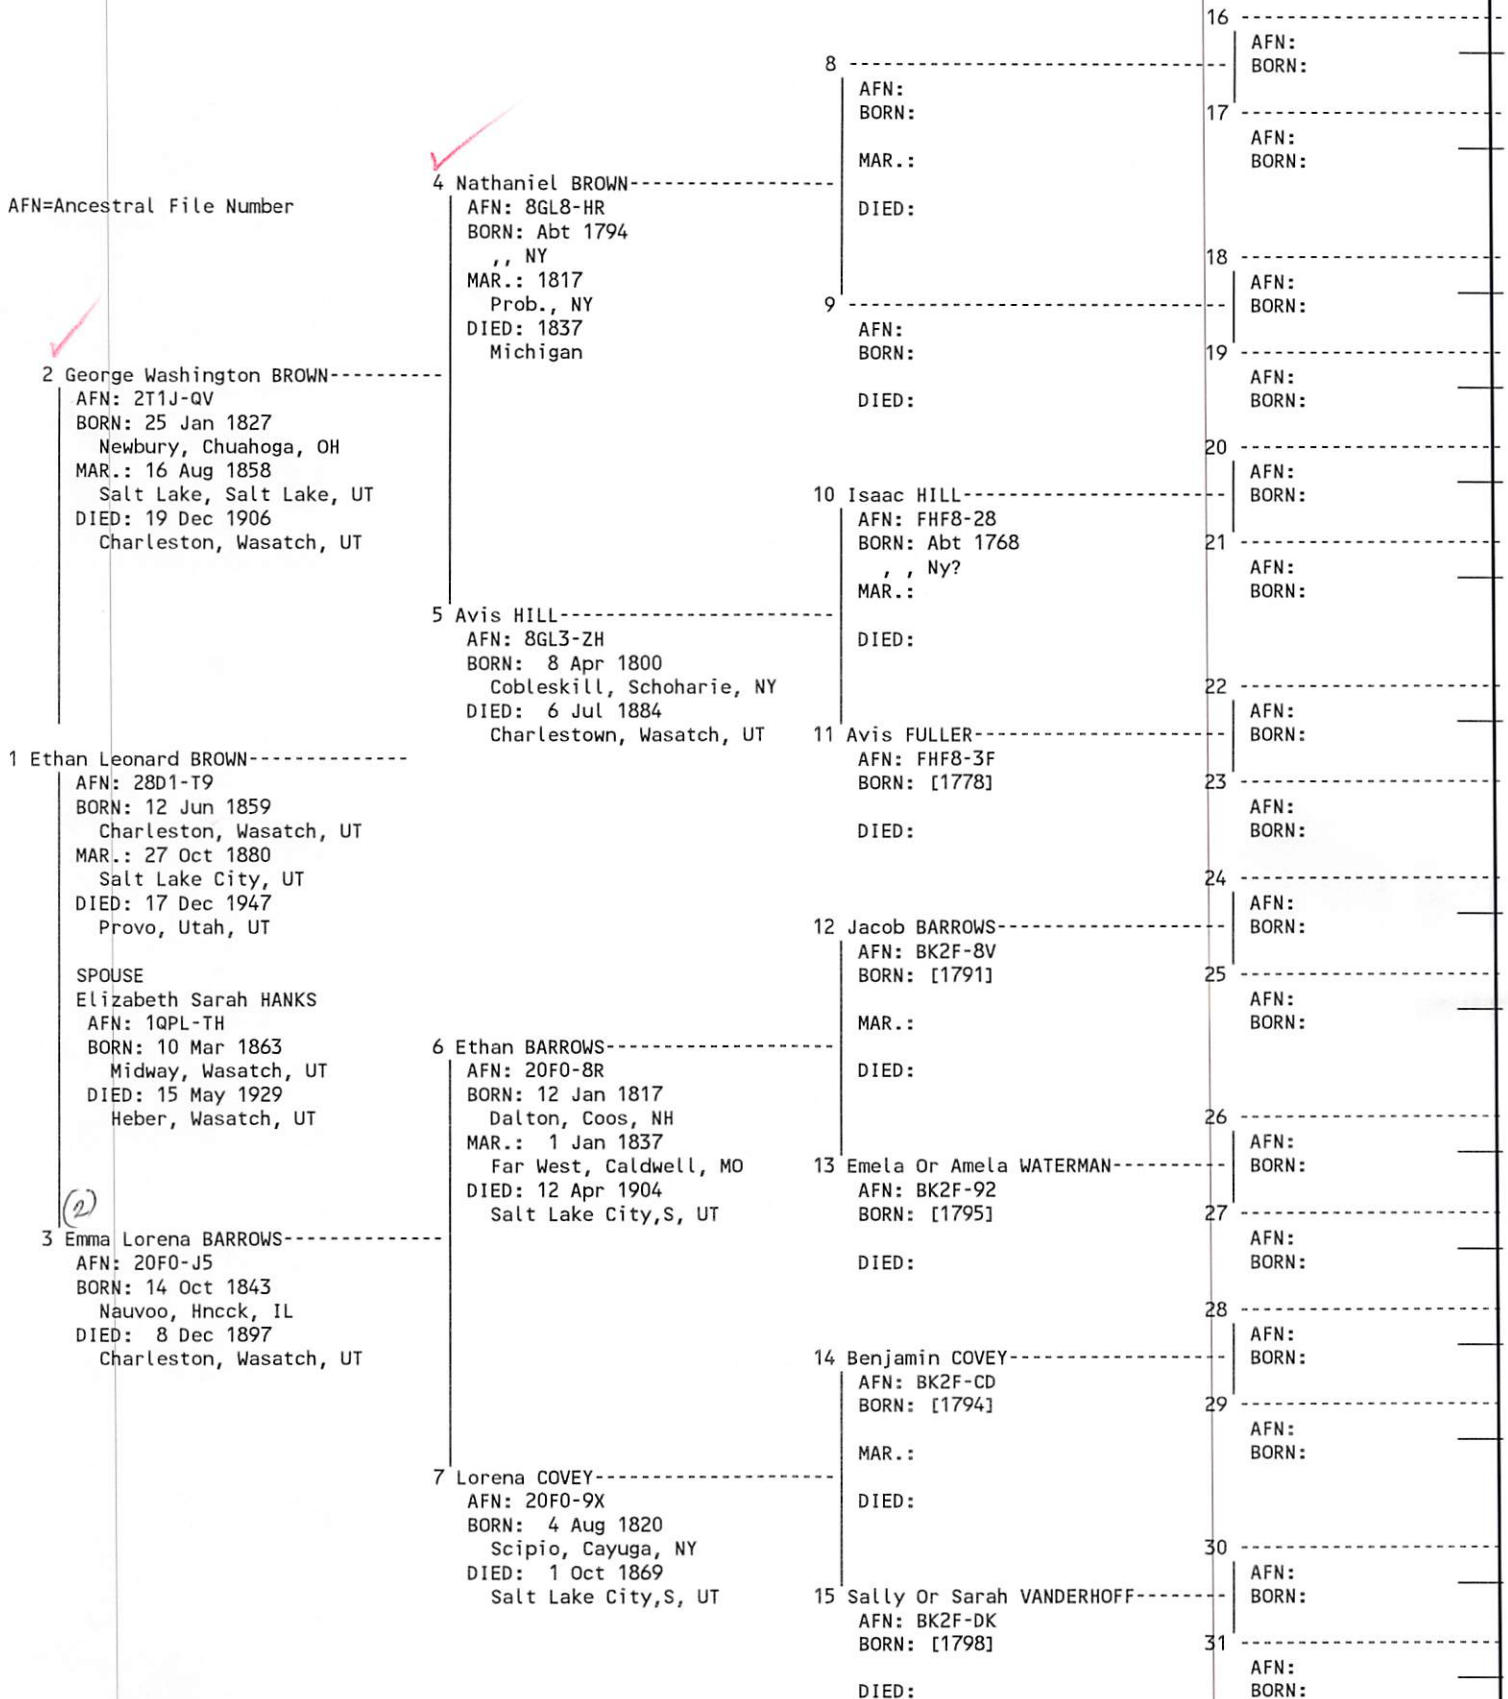 AFN=Ancestral File Number
2 George Washington BROWN----------
AFN: 2T1J-QV
BORN: 25 Jan 1827
Newbury, Chuahoga, OH
MAR.: 16 Aug 1858
Salt Lake, Salt Lake, UT
DIED: 19 Dec 1906
Charleston, Wasatch, UT
1 Ethan Leonard BROWN--------------
AFN: 28D1-T9
BORN: 12 Jun 1859
Charleston, Wasatch, UT
MAR.: 27 Oct 1880
Salt Lake City, UT
DIED: 17 Dec 1947
Provo, Utah, UT
SPOUSE
Elizabeth Sarah HANKS
AFN: 1QPL-TH
BORN: 10 Mar 1863
Midway, Wasatch, UT
DIED: 15 May 1929
Heber, Wasatch, UT
(2)
3 Emma Lorena BARROWS--------------
AFN: 20F0-J5
BORN: 14 Oct 1843
Nauvoo, Hncck, IL
DIED: 8 Dec 1897
Charleston, Wasatch, UT
4 Nathaniel BROWN------------------
AFN: 8GL8-HR
BORN: Abt 1794
,, NY
MAR.: 1817
Prob., NY
DIED: 1837
Michigan
5 Avis HILL------------------------
AFN: 8GL3-ZH
BORN: 8 Apr 1800
Cobleskill, Schoharie, NY
DIED: 6 Jul 1884
Charlestown, Wasatch, UT
6 Ethan BARROWS--------------------
AFN: 20F0-8R
BORN: 12 Jan 1817
Dalton, Coos, NH
MAR.: 1 Jan 1837
Far West, Caldwell, MO
DIED: 12 Apr 1904
Salt Lake City,S, UT
7 Lorena COVEY---------------------
AFN: 20F0-9X
BORN: 4 Aug 1820
Scipio, Cayuga, NY
DIED: 1 Oct 1869
Salt Lake City,S, UT
8 ---------------------------------
AFN:
BORN:
MAR.:
DIED:
9 ---------------------------------
AFN:
BORN:
DIED:
10 Isaac HILL-----------------------
AFN: FHF8-28
BORN: Abt 1768
, , Ny?
MAR.:
DIED:
11 Avis FULLER----------------------
AFN: FHF8-3F
BORN: [1778]
DIED:
12 Jacob BARROWS--------------------
AFN: BK2F-8V
BORN: [1791]
MAR.:
DIED:
13 Emela Or Amela WATERMAN----------
AFN: BK2F-92
BORN: [1795]
DIED:
14 Benjamin COVEY-------------------
AFN: BK2F-CD
BORN: [1794]
MAR.:
DIED:
15 Sally Or Sarah VANDERHOFF--------
AFN: BK2F-DK
BORN: [1798]
DIED:
16 -----------------------
AFN:
BORN:
17 -----------------------
AFN:
BORN:
18 -----------------------
AFN:
BORN:
19 -----------------------
AFN:
BORN:
20 -----------------------
AFN:
BORN:
21 -----------------------
AFN:
BORN:
22 -----------------------
AFN:
BORN:
23 -----------------------
AFN:
BORN:
24 -----------------------
AFN:
BORN:
25 -----------------------
AFN:
BORN:
26 -----------------------
AFN:
BORN:
27 -----------------------
AFN:
BORN:
28 -----------------------
AFN:
BORN:
29 -----------------------
AFN:
BORN:
30 -----------------------
AFN:
BORN:
31 -----------------------
AFN:
BORN: